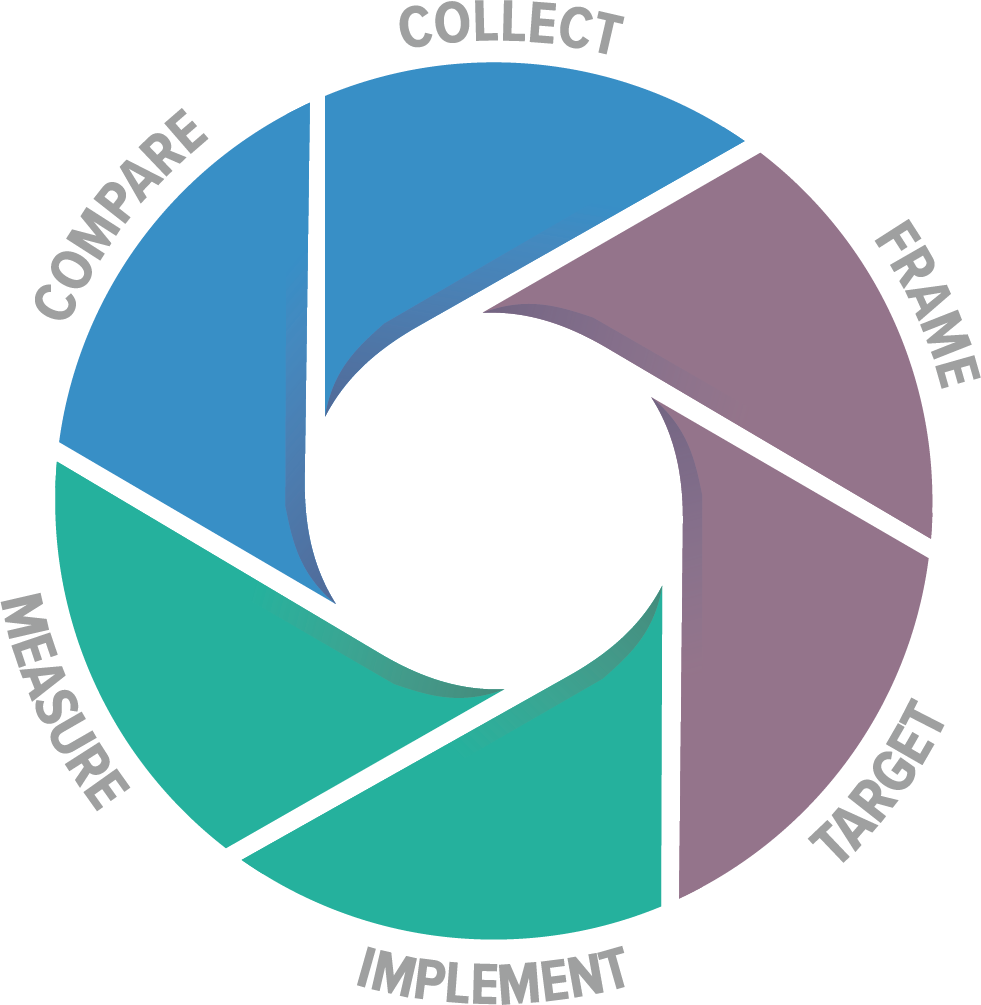 COLLECT
FRAME
TARGET
IMPLEMENT
MEASURE
COMPARE